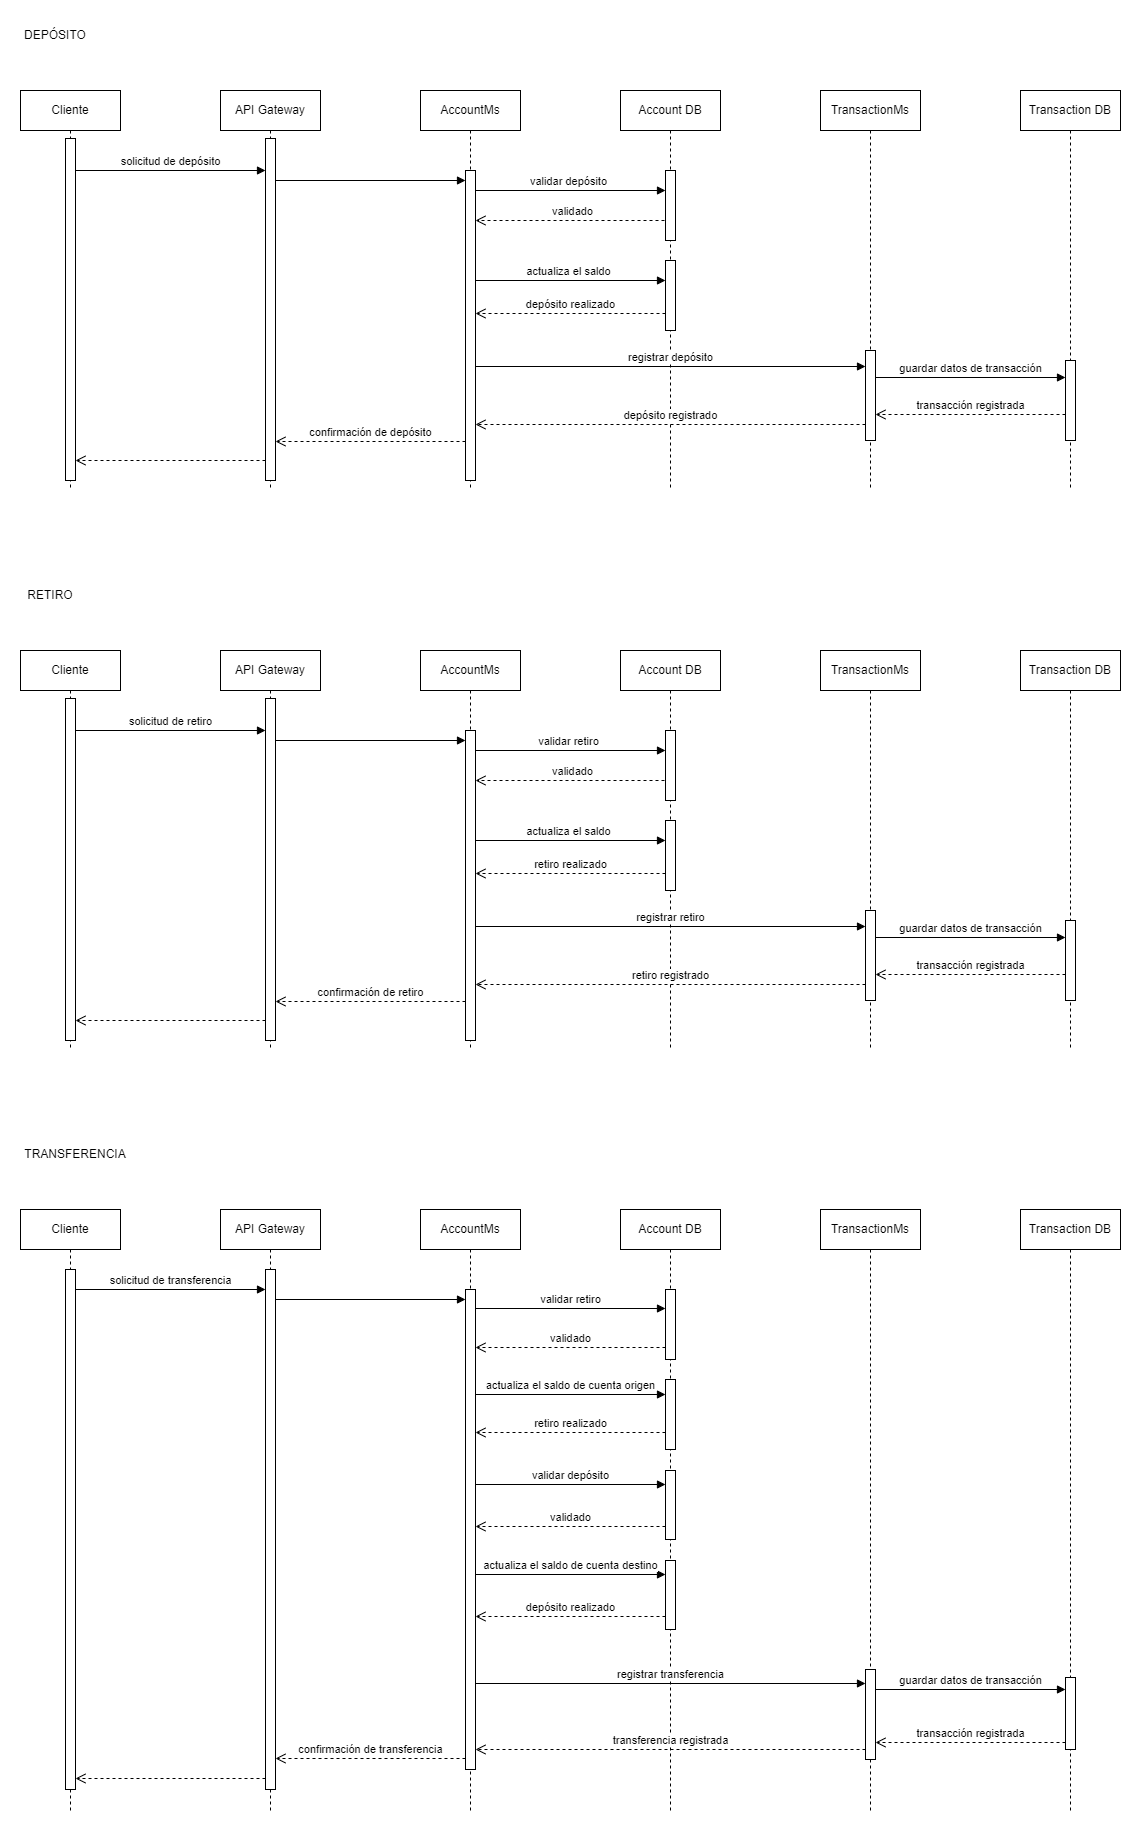 DEPÓSITO
Cliente
API Gateway
AccountMs
Account DB
TransactionMs
Transaction DB
solicitud de depósito
validar depósito
validado
actualiza el saldo
depósito realizado
registrar depósito
guardar datos de transacción
transacción registrada
depósito registrado
confirmación de depósito
RETIRO
Cliente
API Gateway
AccountMs
Account DB
TransactionMs
Transaction DB
solicitud de retiro
validar retiro
validado
actualiza el saldo
retiro realizado
registrar retiro
guardar datos de transacción
transacción registrada
retiro registrado
confirmación de retiro
TRANSFERENCIA
Cliente
API Gateway
AccountMs
Account DB
TransactionMs
Transaction DB
solicitud de transferencia
validar retiro
validado
actualiza el saldo de cuenta origen
retiro realizado
validar depósito
validado
actualiza el saldo de cuenta destino
depósito realizado
registrar transferencia
guardar datos de transacción
transacción registrada
transferencia registrada
confirmación de transferencia